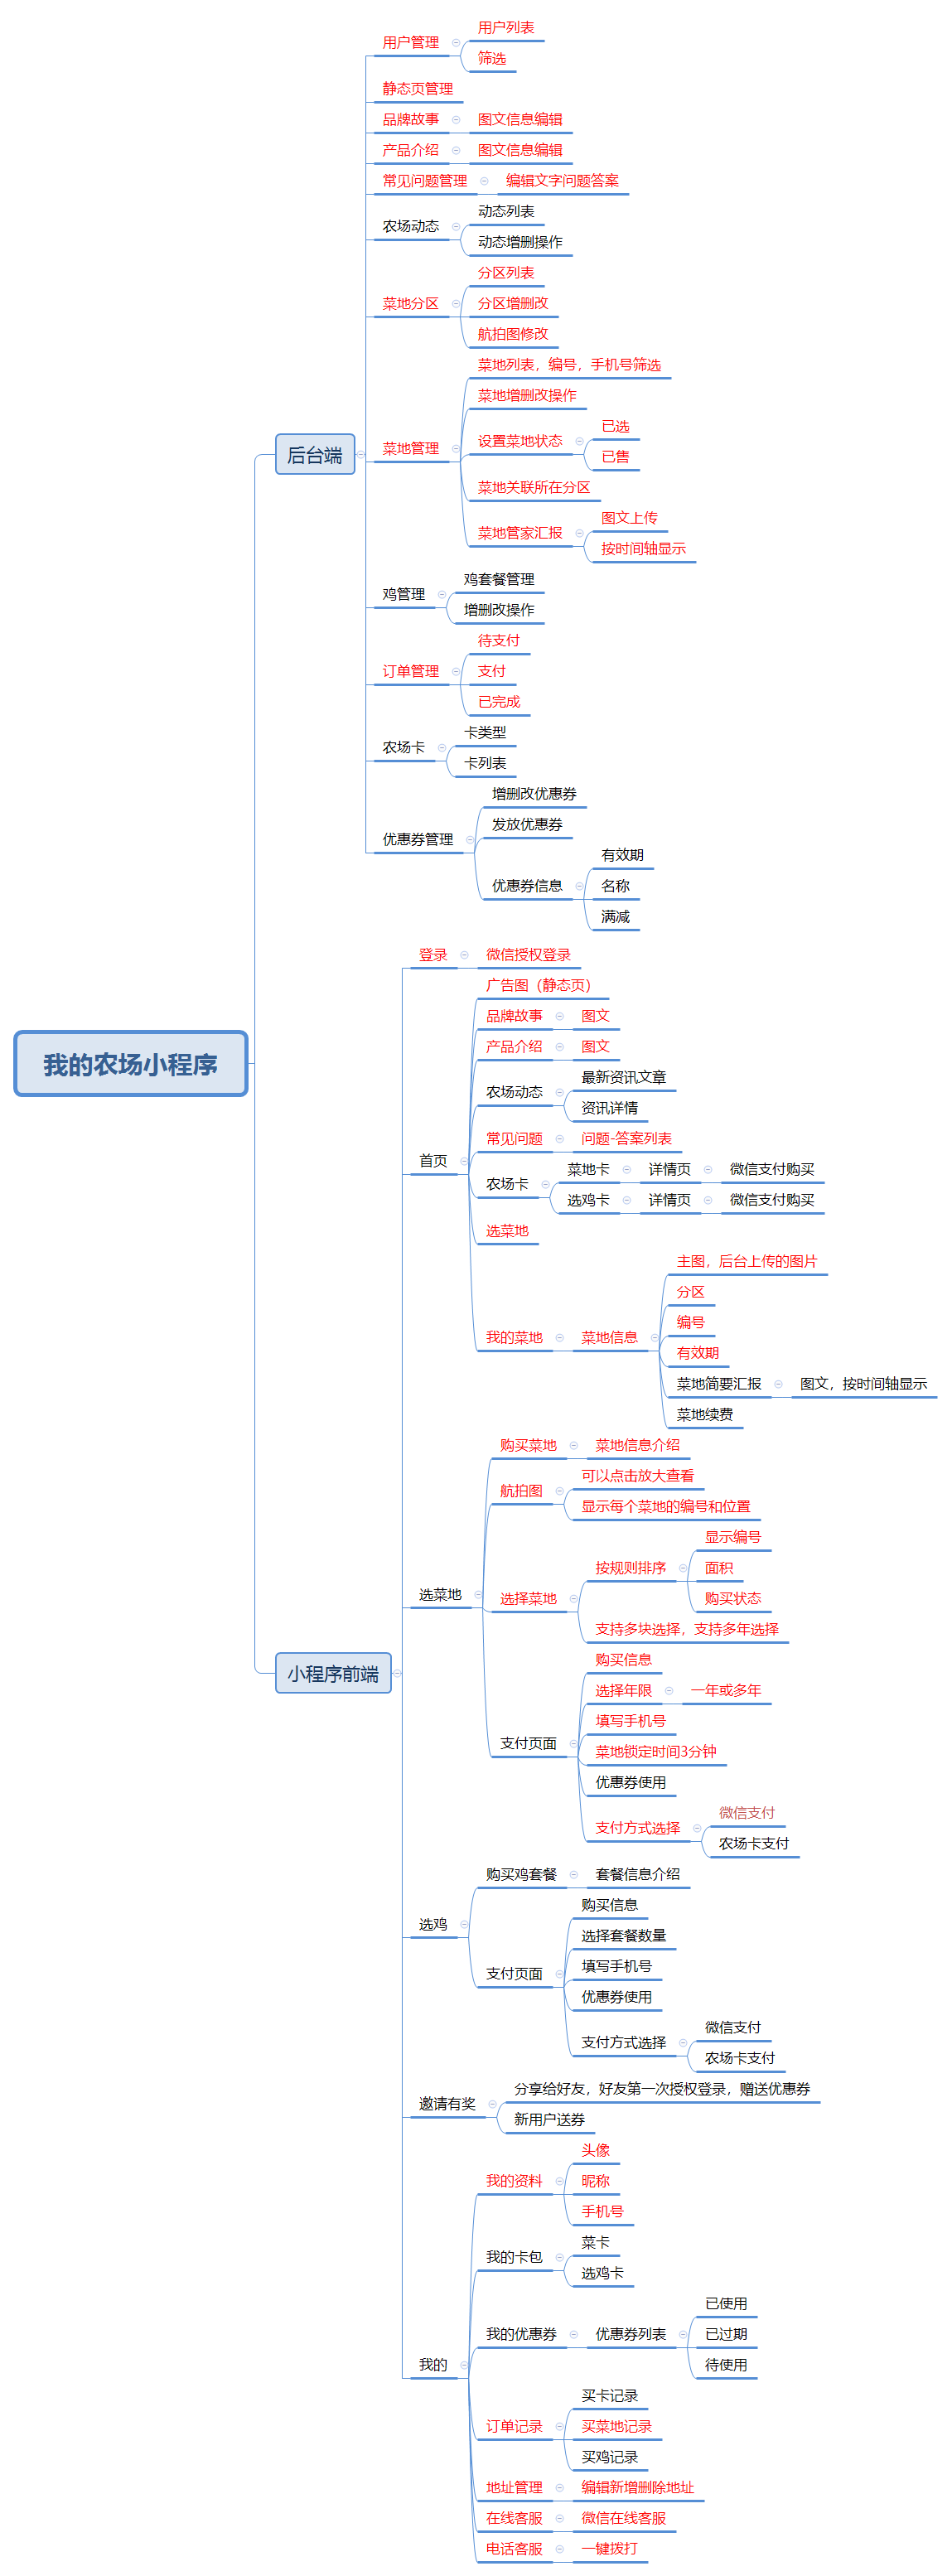 我的农场小程序
后台端
用户管理
用户列表
筛选
静态页管理
品牌故事
图文信息编辑
产品介绍
图文信息编辑
常见问题管理
编辑文字问题答案
农场动态
动态列表
动态增删操作
菜地分区
分区列表
分区增删改
航拍图修改
菜地管理
菜地列表，编号，手机号筛选
菜地增删改操作
设置菜地状态
已选
已售
菜地关联所在分区
菜地管家汇报
图文上传
按时间轴显示
鸡管理
鸡套餐管理
增删改操作
订单管理
待支付
支付
已完成
农场卡
卡类型
卡列表
优惠券管理
增删改优惠券
发放优惠券
优惠券信息
有效期
名称
满减
小程序前端
登录
微信授权登录
首页
广告图（静态页）
品牌故事
图文
产品介绍
图文
农场动态
最新资讯文章
资讯详情
常见问题
问题-答案列表
农场卡
菜地卡
详情页
微信支付购买
选鸡卡
详情页
微信支付购买
选菜地
我的菜地
菜地信息
主图，后台上传的图片
分区
编号
有效期
菜地简要汇报
图文，按时间轴显示
菜地续费
选菜地
购买菜地
菜地信息介绍
航拍图
可以点击放大查看
显示每个菜地的编号和位置
选择菜地
按规则排序
显示编号
面积
购买状态
支持多块选择，支持多年选择
支付页面
购买信息
选择年限
一年或多年
填写手机号
菜地锁定时间3分钟
优惠券使用
支付方式选择
微信支付
农场卡支付
选鸡
购买鸡套餐
套餐信息介绍
支付页面
购买信息
选择套餐数量
填写手机号
优惠券使用
支付方式选择
微信支付
农场卡支付
邀请有奖
分享给好友，好友第一次授权登录，赠送优惠券
新用户送券
我的
我的资料
头像
昵称
手机号
我的卡包
菜卡
选鸡卡
我的优惠券
优惠券列表
已使用
已过期
待使用
订单记录
买卡记录
买菜地记录
买鸡记录
地址管理
编辑新增删除地址
在线客服
微信在线客服
电话客服
一键拨打